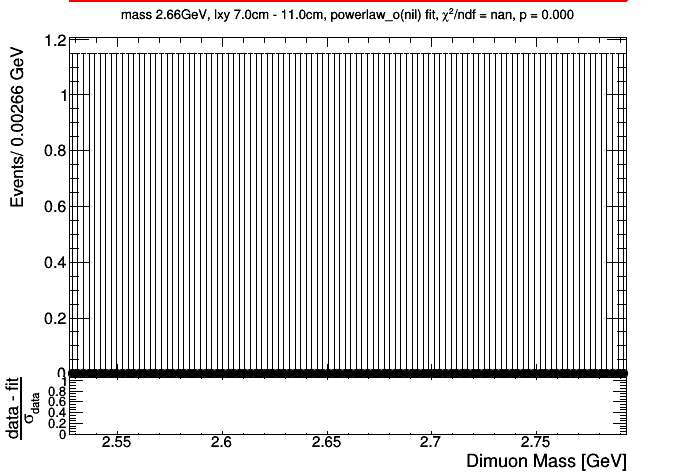 mass 2.66GeV, lxy 7.0cm - 11.0cm, powerlaw_o(nil) fit, χ²/ndf = nan, p = 0.000
Events/ 0.00266 GeV
1.2
1
0.8
0.6
0.4
0.2
0
data - fit
σdata
1
0.8
0.6
0.4
0.2
0
2.55 2.6 2.65 2.7 2.75
Dimuon Mass [GeV]